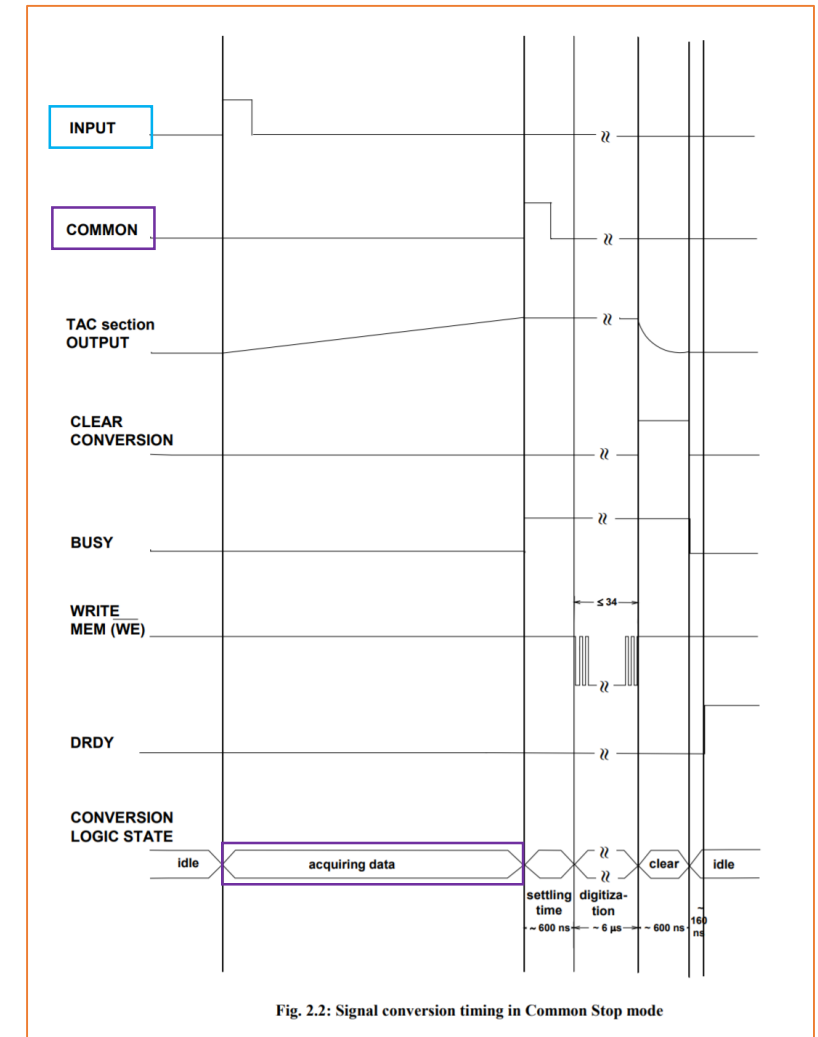 INPUT
COMMON
TAC section
OUTPUT
CLEAR
CONVERSION
BUSY
≤ 34
WRITE
MEM (WE)
DRDY
CONVERSION
LOGIC STATE
idle
acquiring data
clear
idle
settling
time
digitiza-
tion
~ 600 ns
~ 6 µs
~ 600 ns
~
160
ns
Fig. 2.2: Signal conversion timing in Common Stop mode